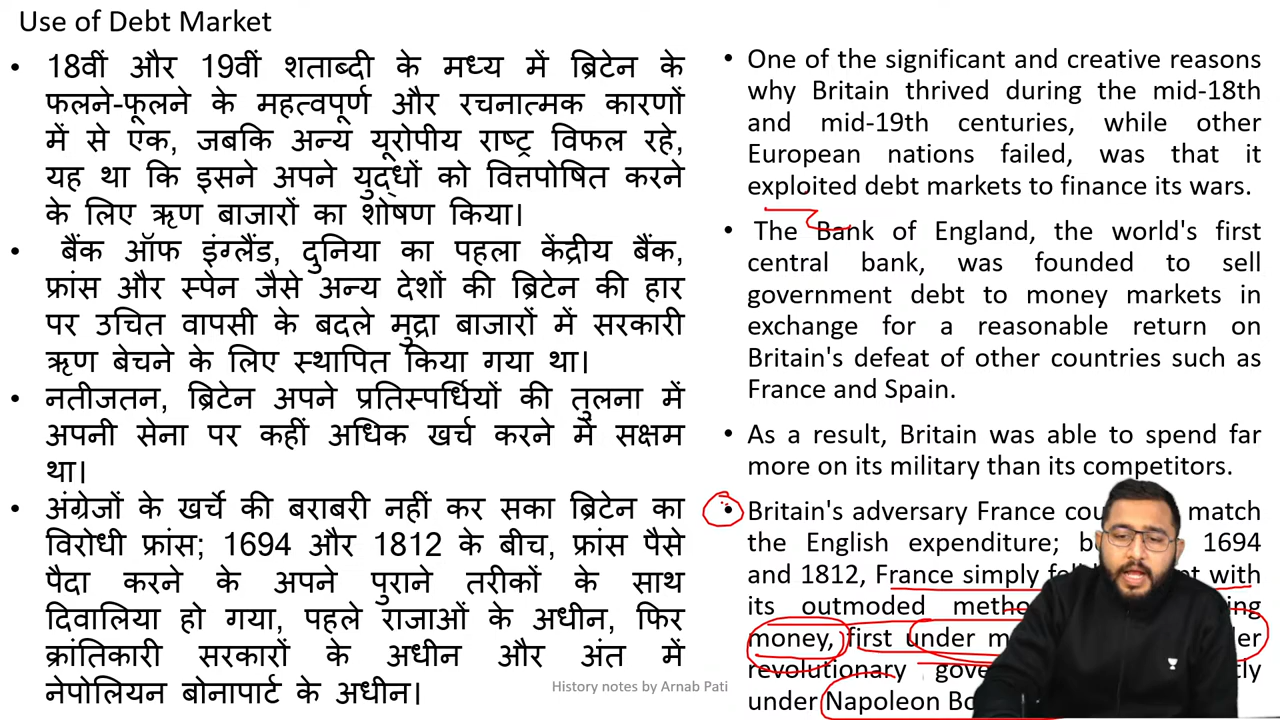 Use of Debt Market
• 18वीं और 19वीं शताब्दी के मध्य में ब्रिटेन के
फलने-फूलने के महत्वपूर्ण और रचनात्मक कारणों
में से एक, जबकि अन्य यूरोपीय राष्ट्र विफल रहे,
यह था कि इसने अपने युद्धों को वित्तपोषित करने
के लिए ऋण बाजारों का शोषण किया।
• बैंक ऑफ इंग्लैंड, दुनिया का पहला केंद्रीय बैंक,
फ्रांस और स्पेन जैसे अन्य देशों की ब्रिटेन की हार
पर उचित वापसी के बदले मुद्रा बाजारों में सरकारी
ऋण बेचने के लिए स्थापित किया गया था।
• नतीजतन, ब्रिटेन अपने प्रतिस्पर्धियों की तुलना में
अपनी सेना पर कहीं अधिक खर्च करने में सक्षम
था।
• अंग्रेजों के खर्चे की बराबरी नहीं कर सका ब्रिटेन का
विरोधी फ्रांस; 1694 और 1812 के बीच, फ्रांस पैसे
पैदा करने के अपने पुराने तरीकों के साथ
दिवालिया हो गया, पहले राजाओं के अधीन, फिर
क्रांतिकारी सरकारों के अधीन और अंत में
नेपोलियन बोनापार्ट के अधीन।
• One of the significant and creative reasons
why Britain thrived during the mid-18th
and mid-19th centuries, while other
European nations failed, was that it
exploited debt markets to finance its wars.
• The Bank of England, the world's first
central bank, was founded to sell
government debt to money markets in
exchange for a reasonable return on
Britain's defeat of other countries such as
France and Spain.
• As a result, Britain was able to spend far
more on its military than its competitors.
• Britain's adversary France match
the English expenditure; 1694
and 1812, France simply with
its outmoded
money, first under
revolutionary
under Napoleon
History notes by Arnab Pati